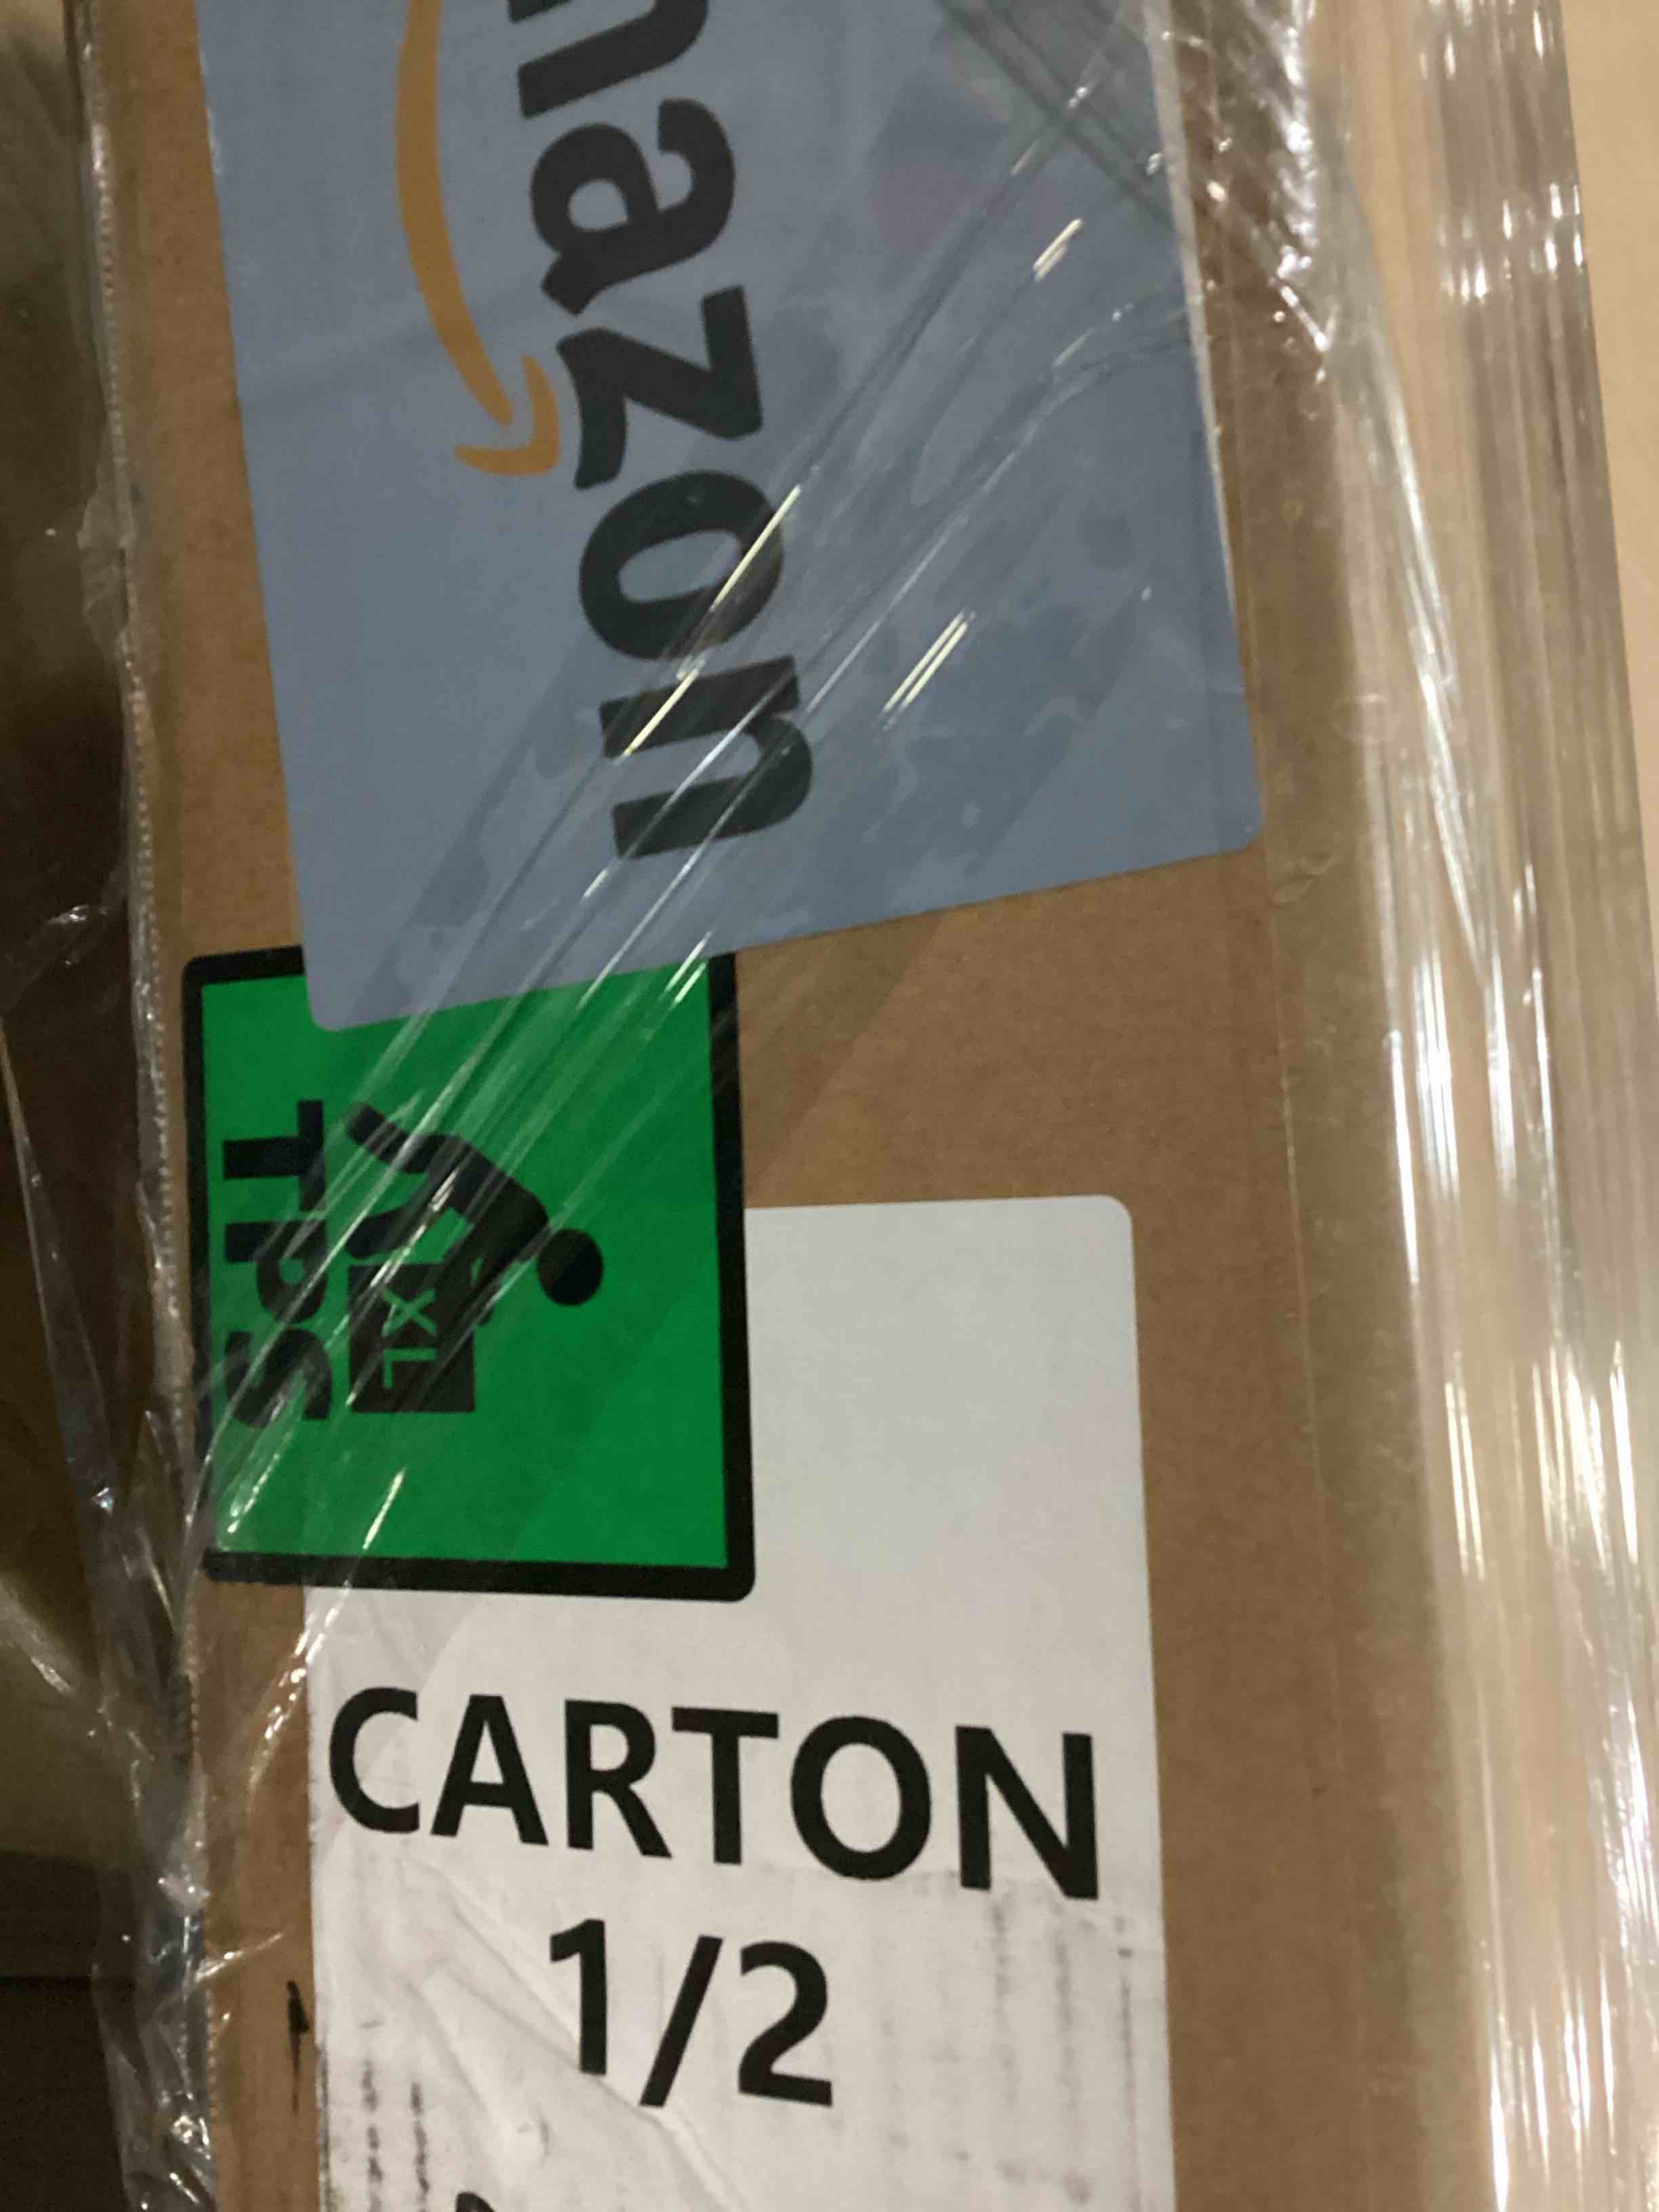 mazon
XL
TPS
CARTON
1/2